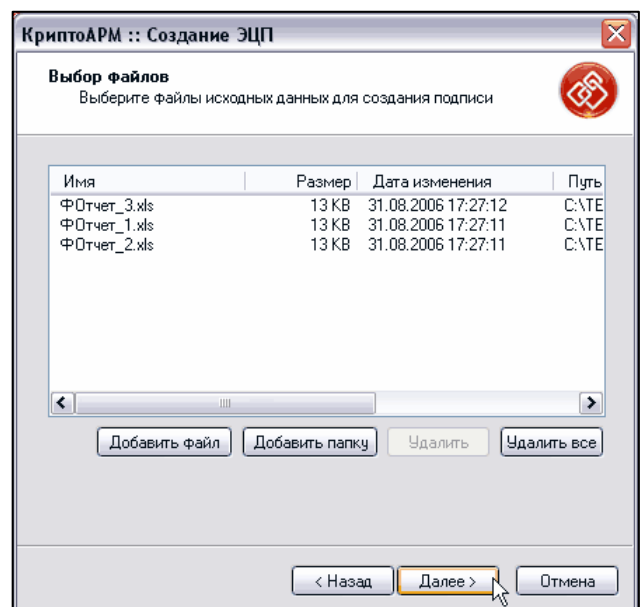 КриптоАРМ :: Создание ЭЦП
Выбор файлов
Выберите файлы исходных данных для создания подписи
Имя Размер Дата изменения Путь
ФОтчет_3.xls 13 KB 31.08.2006 17:27:12 C:\TE
ФОтчет_1.xls 13 KB 31.08.2006 17:27:11 C:\TE
ФОтчет_2.xls 13 KB 31.08.2006 17:27:11 C:\TE
Добавить файл Добавить папку Удалить Удалить все
< Назад Далее > Отмена